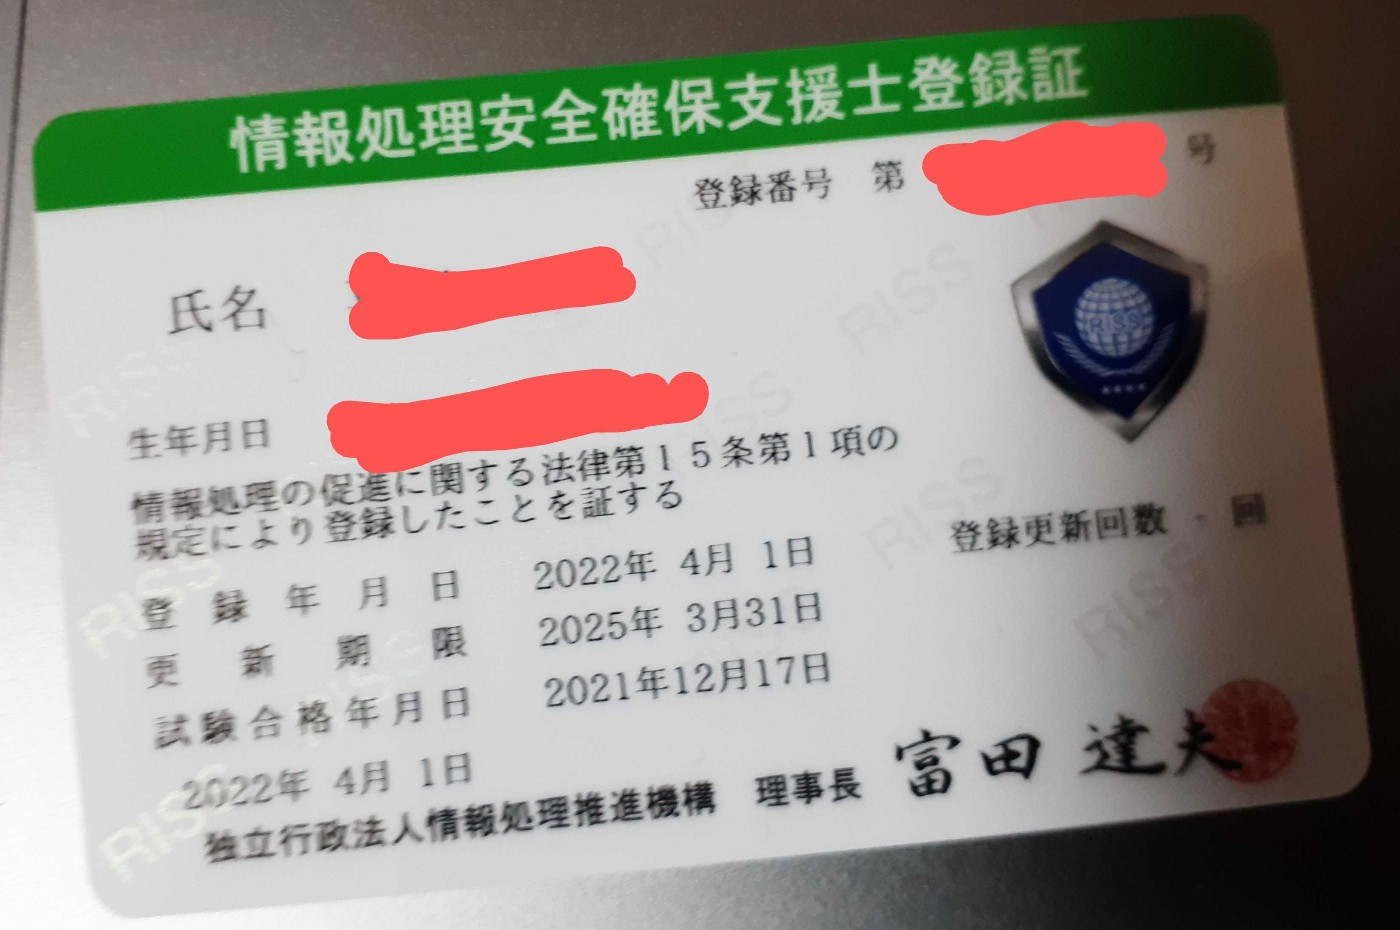 情報処理安全確保支援士登録証
登録番号 第 号
氏名
RISS
生年月日
情報処理の促進に関する法律第15条第1項の
規定により登録したことを証する
登録更新回数 - 回
登録年月日 2022年 4月 1日
更新期限 2025年 3月31日
試験合格年月日 2021年12月17日
2022年 4月 1日
独立行政法人情報処理推進機構 理事長 富田 達夫